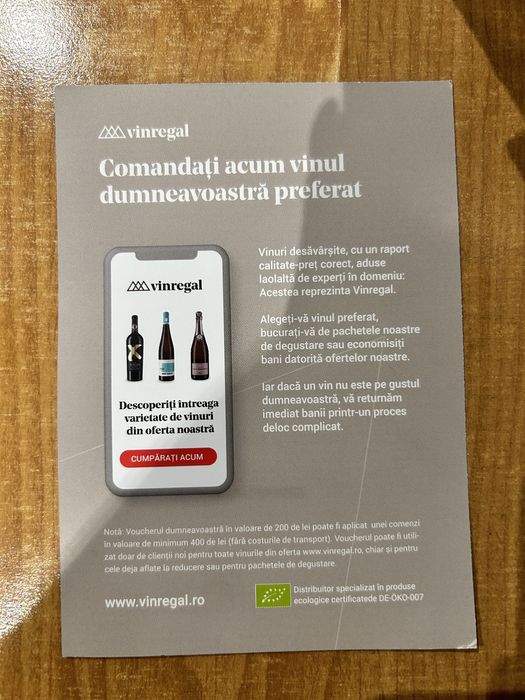 vinregal
Comandați acum vinul
dumneavoastră preferat
vinregal
Descoperiți intreaga
varietate de vinuri
din oferta noastră
CUMPĂRAȚI ACUM
Vinuri desăvârșite, cu un raport
calitate-preț corect, aduse
laolaltă de experți în domeniu:
Acestea reprezinta Vinregal.
Alegeți-vă vinul preferat,
bucurați-vă de pachetele noastre
de degustare sau economisiți
bani datorită ofertelor noastre.
Iar dacă un vin nu este pe gustul
dumneavoastră, vă returnăm
imediat banii printr-un proces
deloc complicat.
Notă: Voucherul dumneavoastră în valoare de 200 de lei poate fi aplicat unei comenzi
în valoare de minimum 400 de lei (fără costurile de transport). Voucherul poate fi utili-
zat doar de clienții noi pentru toate vinurile din oferta www.vinregal.ro, chiar și pentru
cele deja aflate la reducere sau pentru pachetele de degustare.
www.vinregal.ro
Distribuitor specializat în produse
ecologice certificatede DE-ÖKO-007